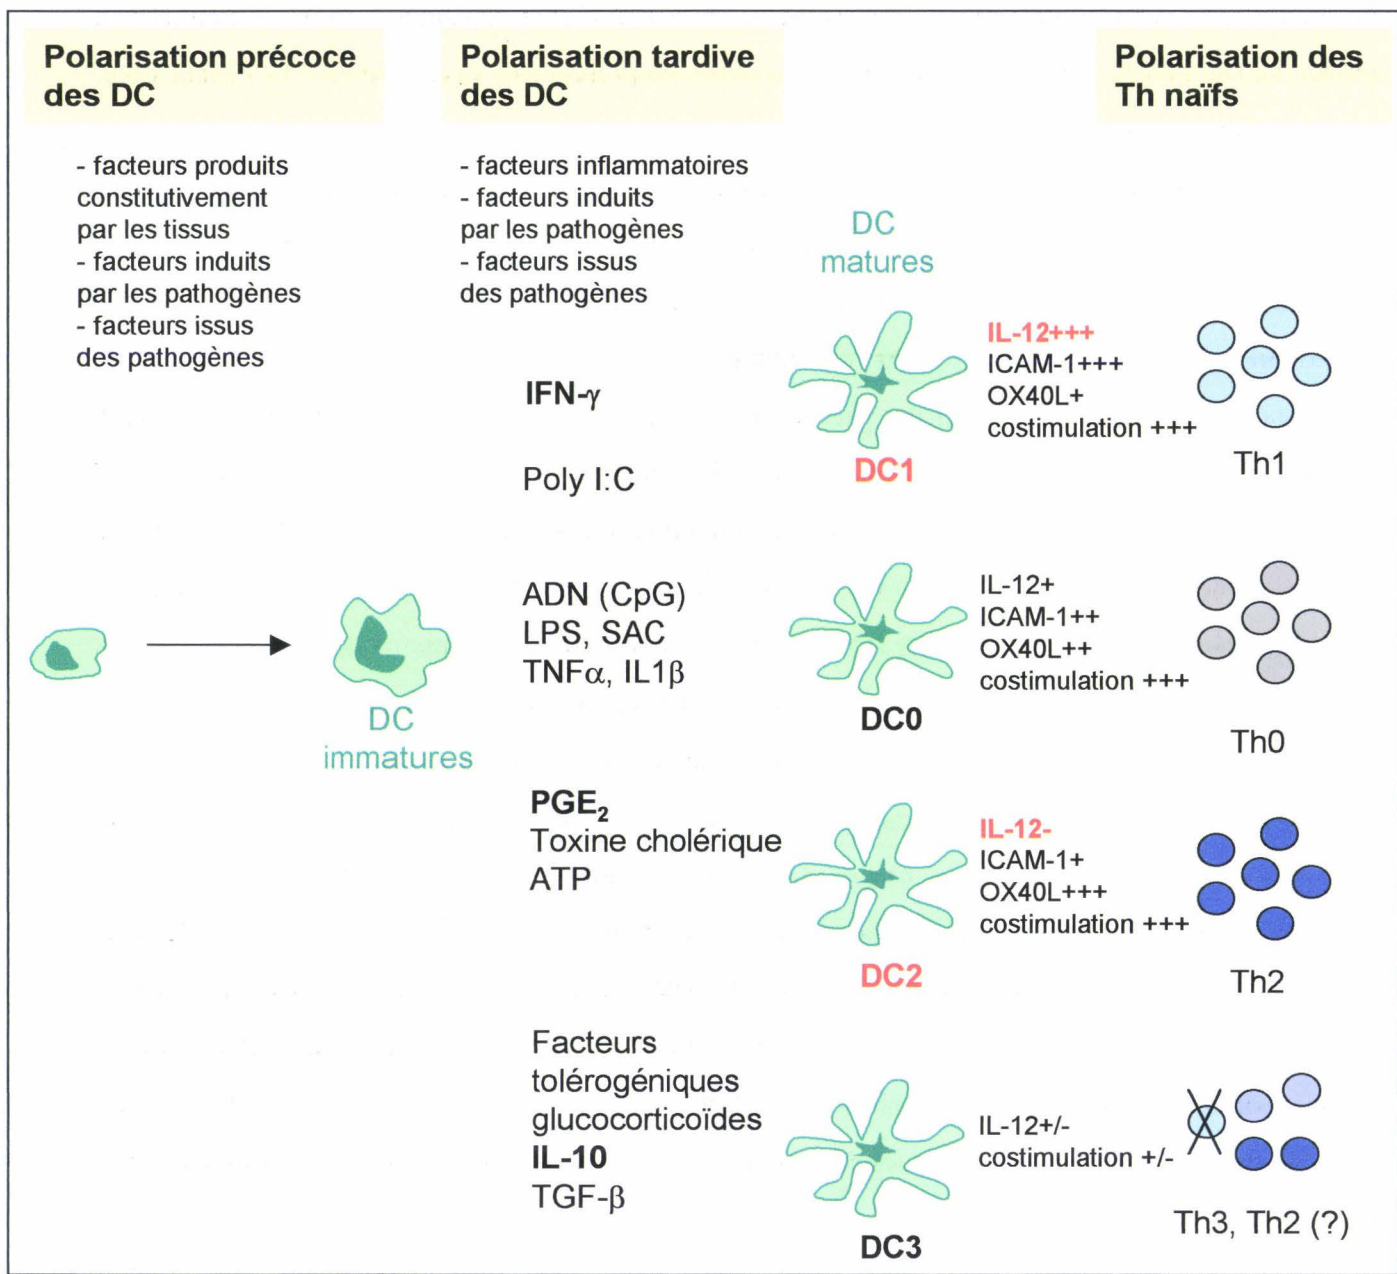 Polarisation précoce
des DC
- facteurs produits
constitutivement
par les tissus
- facteurs induits
par les pathogènes
- facteurs issus
des pathogènes
Polarisation tardive
des DC
- facteurs inflammatoires
- facteurs induits
par les pathogènes
- facteurs issus
des pathogènes
Polarisation des
Th naïfs
DC
immatures
DC
matures
IFN-γ
Poly I:C
DC1
IL-12+++
ICAM-1+++
OX40L+
costimulation +++
Th1
ADN (CpG)
LPS, SAC
TNFα, IL1β
DC0
IL-12+
ICAM-1++
OX40L++
costimulation +++
Th0
PGE₂
Toxine cholérique
ATP
DC2
IL-12-
ICAM-1+
OX40L+++
costimulation +++
Th2
Facteurs
tolérogéniques
glucocorticoïdes
IL-10
TGF-β
DC3
IL-12+/-
costimulation +/-
Th3, Th2 (?)